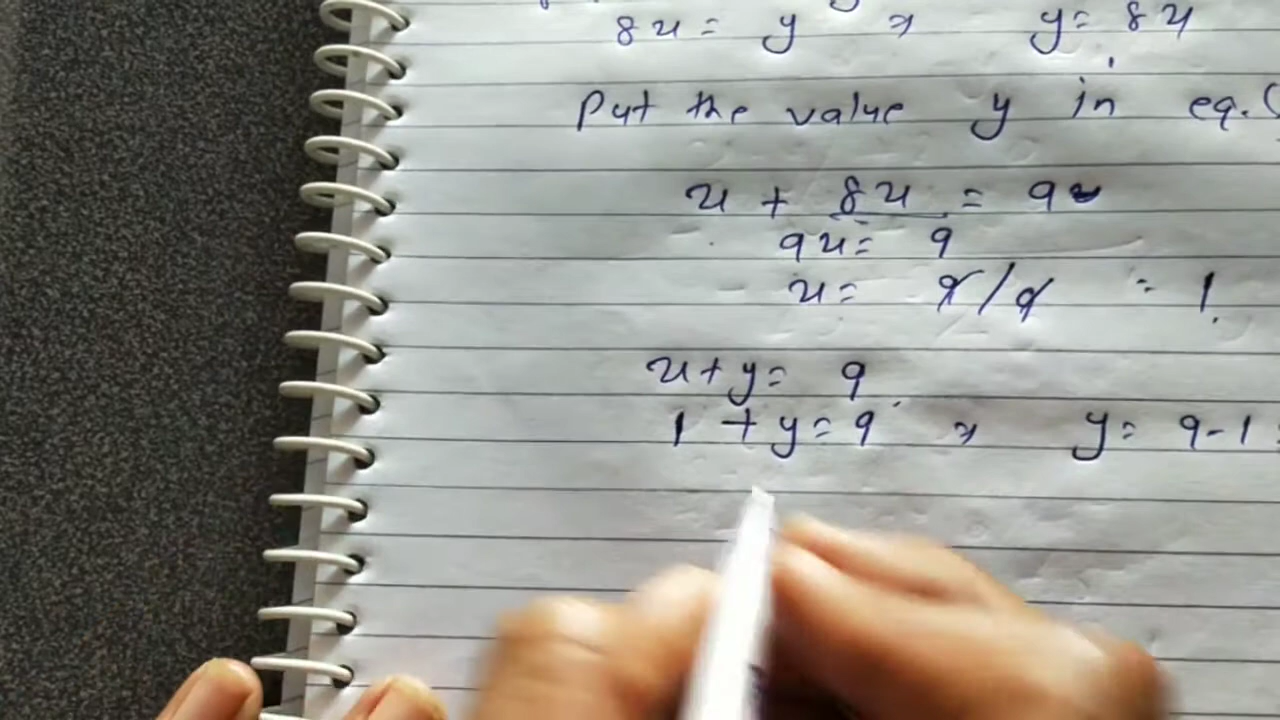 8x = y ⇒ y = 8x
Put the value y in eq.(
x + 8x = 9
9x = 9
x = 9/9 = 1
x + y = 9
1 + y = 9 ⇒ y = 9 - 1 =